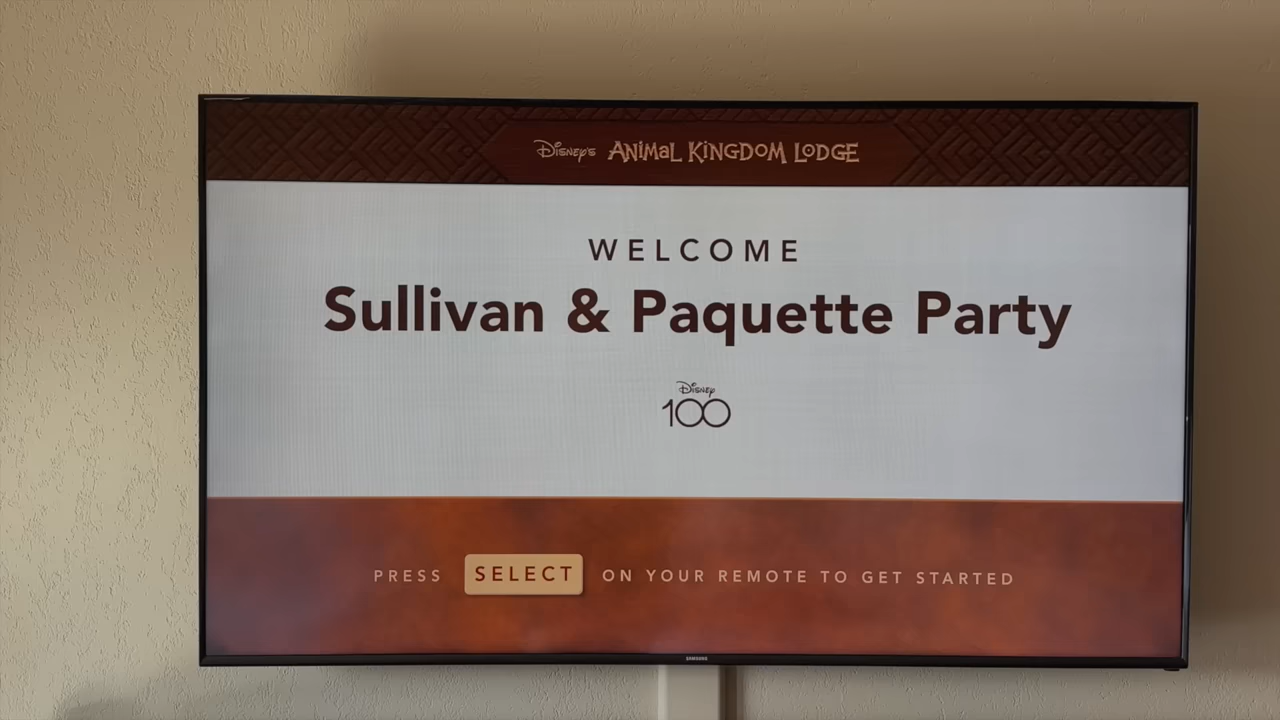 Disney's Animal Kingdom Lodge
WELCOME
Sullivan & Paquette Party
Disney
100
PRESS SELECT ON YOUR REMOTE TO GET STARTED
SAMSUNG